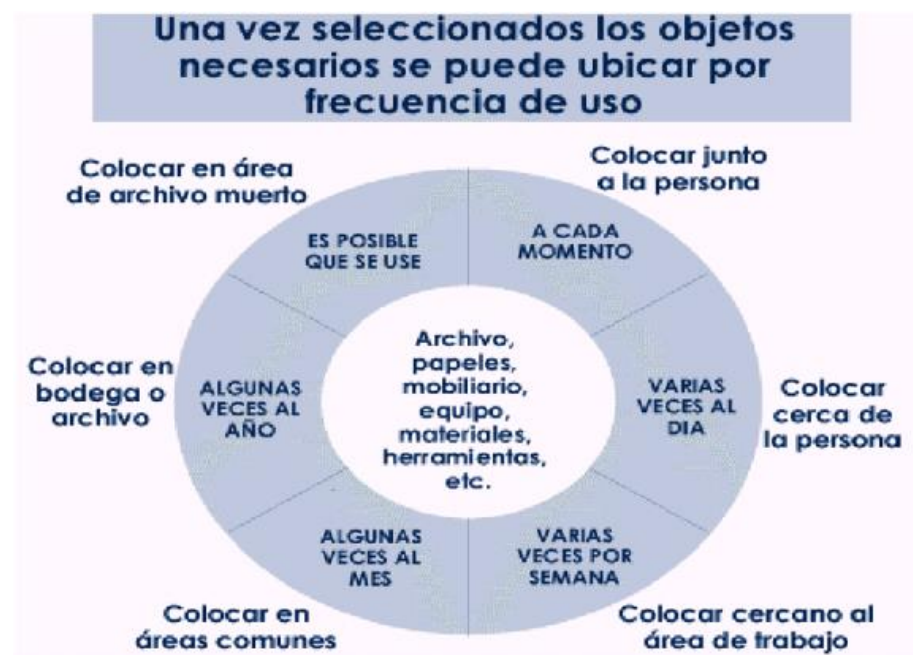 Una vez seleccionados los objetos
necesarios se puede ubicar por
frecuencia de uso
Colocar en área
de archivo muerto
Colocar junto
a la persona
ES POSIBLE
QUE SE USE
A CADA
MOMENTO
Colocar en
bodega o
archivo
ALGUNAS
VECES AL
AÑO
Archivo,
papeles,
mobiliario,
equipo,
materiales,
herramientas,
etc.
VARIAS
VECES AL
DIA
Colocar
cerca de
la persona
ALGUNAS
VECES AL
MES
VARIAS
VECES POR
SEMANA
Colocar en
áreas comunes
Colocar cercano al
área de trabajo